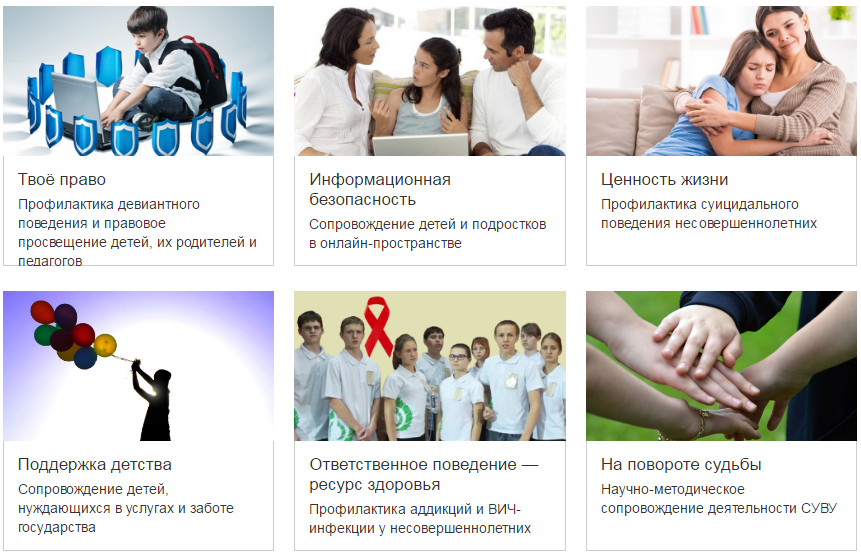 Твоё право
Профилактика девиантного
поведения и правовое
просвещение детей, их родителей и
педагогов
Информационная
безопасность
Сопровождение детей и подростков
в онлайн-пространстве
Ценность жизни
Профилактика суицидального
поведения несовершеннолетних
Поддержка детства
Сопровождение детей,
нуждающихся в услугах и заботе
государства
Ответственное поведение —
ресурс здоровья
Профилактика аддикций и ВИЧ-
инфекции у несовершеннолетних
На повороте судьбы
Научно-методическое
сопровождение деятельности СУВУ